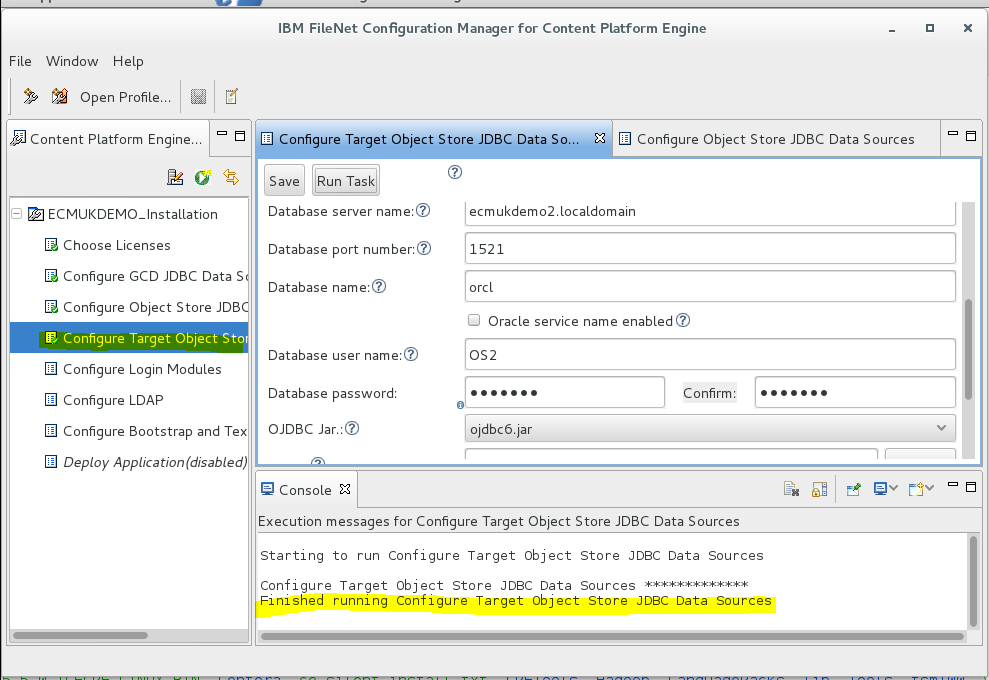 IBM FileNet Configuration Manager for Content Platform Engine
File Window Help
Open Profile...
Content Platform Engine...
ECMUKDEMO_Installation
Choose Licenses
Configure GCD JDBC Data So
Configure Object Store JDBC
Configure Target Object Stor
Configure Login Modules
Configure LDAP
Configure Bootstrap and Tex
Deploy Application(disabled)
Configure Target Object Store JDBC Data So...
Configure Object Store JDBC Data Sources
Save
Run Task
Database server name:
ecmukdemo2.localdomain
Database port number:
1521
Database name:
orcl
Oracle service name enabled
Database user name:
OS2
Database password:
●●●●●●●
Confirm:
●●●●●●●
OJDBC Jar.:
ojdbc6.jar
Console
Execution messages for Configure Target Object Store JDBC Data Sources
Starting to run Configure Target Object Store JDBC Data Sources
Configure Target Object Store JDBC Data Sources *************
Finished running Configure Target Object Store JDBC Data Sources